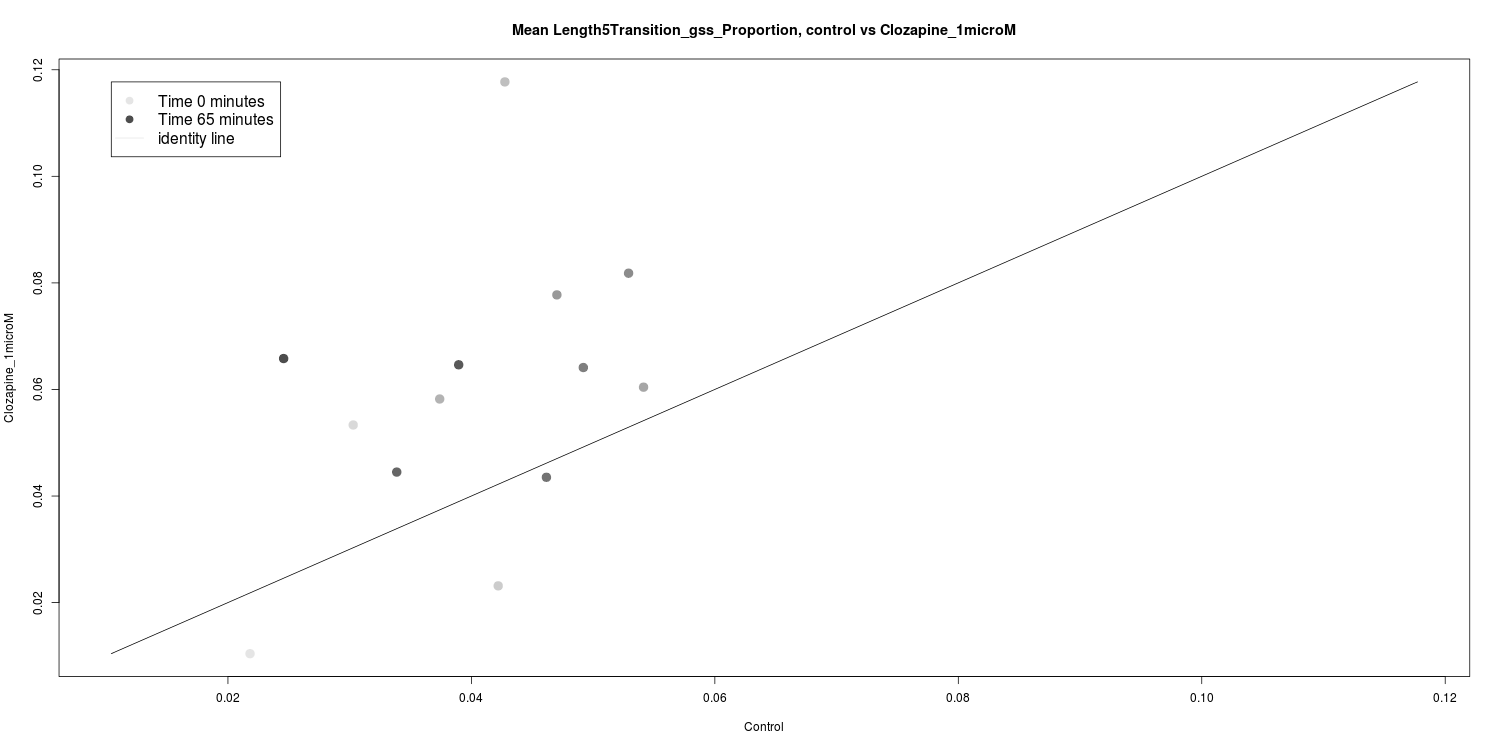 Mean Length5Transition_gss_Proportion, control vs Clozapine_1microM
Time 0 minutes
Time 65 minutes
identity line
0.12
0.10
0.08
0.06
0.04
0.02
Clozapine_1microM
0.02 0.04 0.06 0.08 0.10 0.12
Control